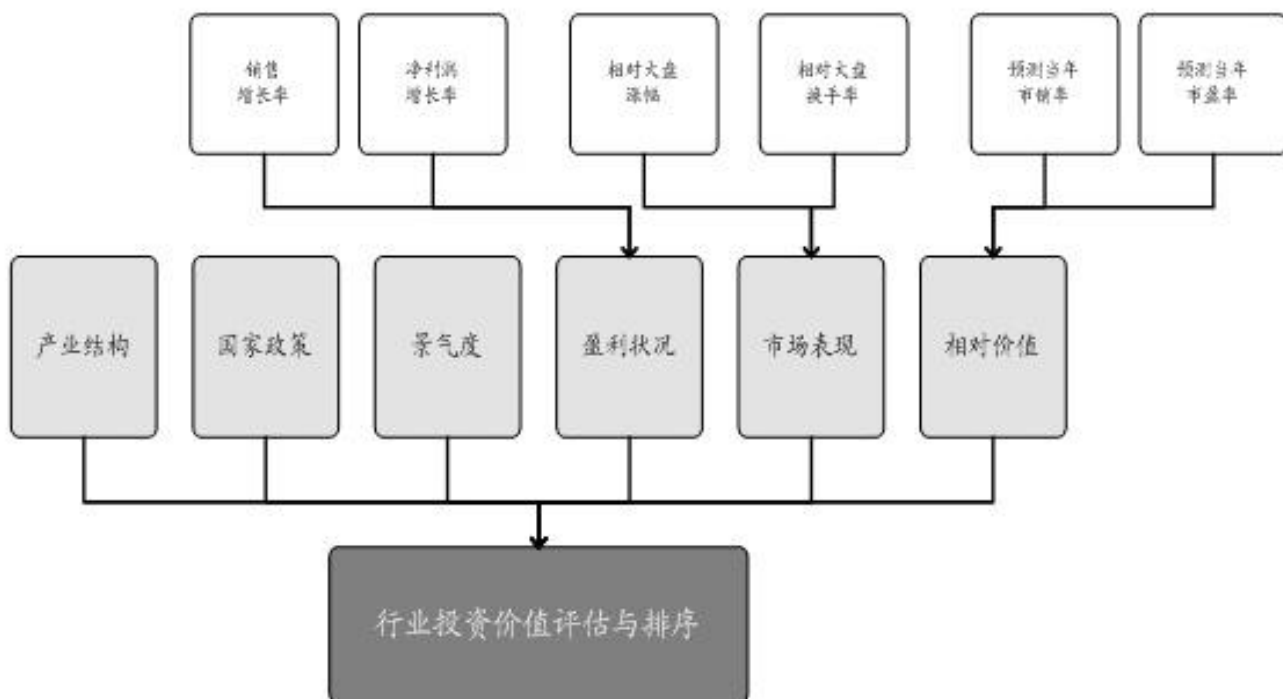 销售
增长率
净利润
增长率
相对大盘
涨幅
相对大盘
换手率
预测当年
市销率
预测当年
市盈率
产业结构
国家政策
景气度
盈利状况
市场表现
相对价值
行业投资价值评估与排序